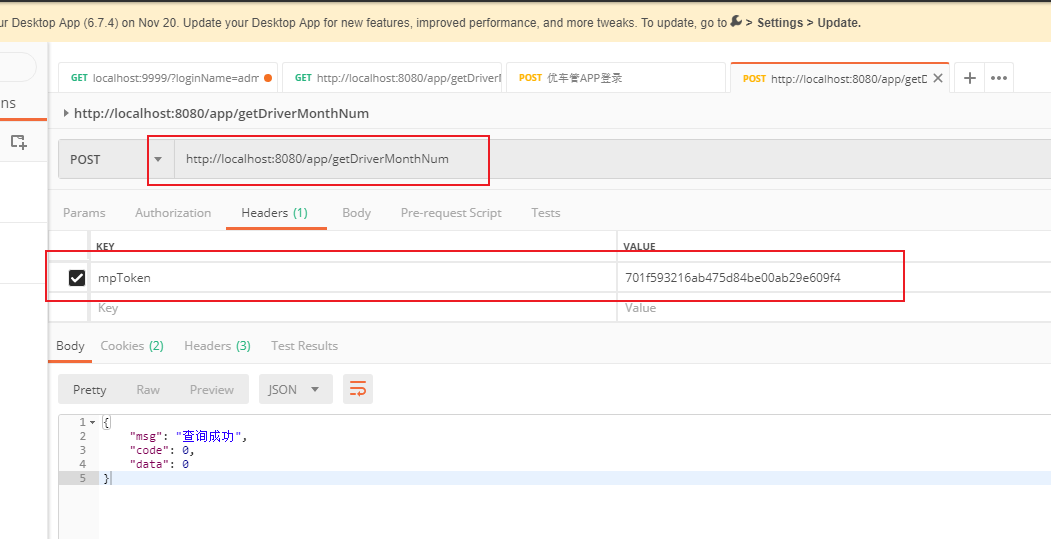 ur Desktop App (6.7.4) on Nov 20. Update your Desktop App for new features, improved performance, and more tweaks. To update, go to > Settings > Update.
GET localhost:9999/?loginName=adm GET http://localhost:8080/app/getDriverI POST 优车管APP登录 POST http://localhost:8080/app/getD
ns
http://localhost:8080/app/getDriverMonthNum
POST http://localhost:8080/app/getDriverMonthNum
Params Authorization Headers (1) Body Pre-request Script Tests
KEY VALUE
mpToken 701f593216ab475d84be00ab29e609f4
Key Value
Body Cookies (2) Headers (3) Test Results
Pretty Raw Preview JSON
1 {
2 "msg": "查询成功",
3 "code": 0,
4 "data": 0
5 }